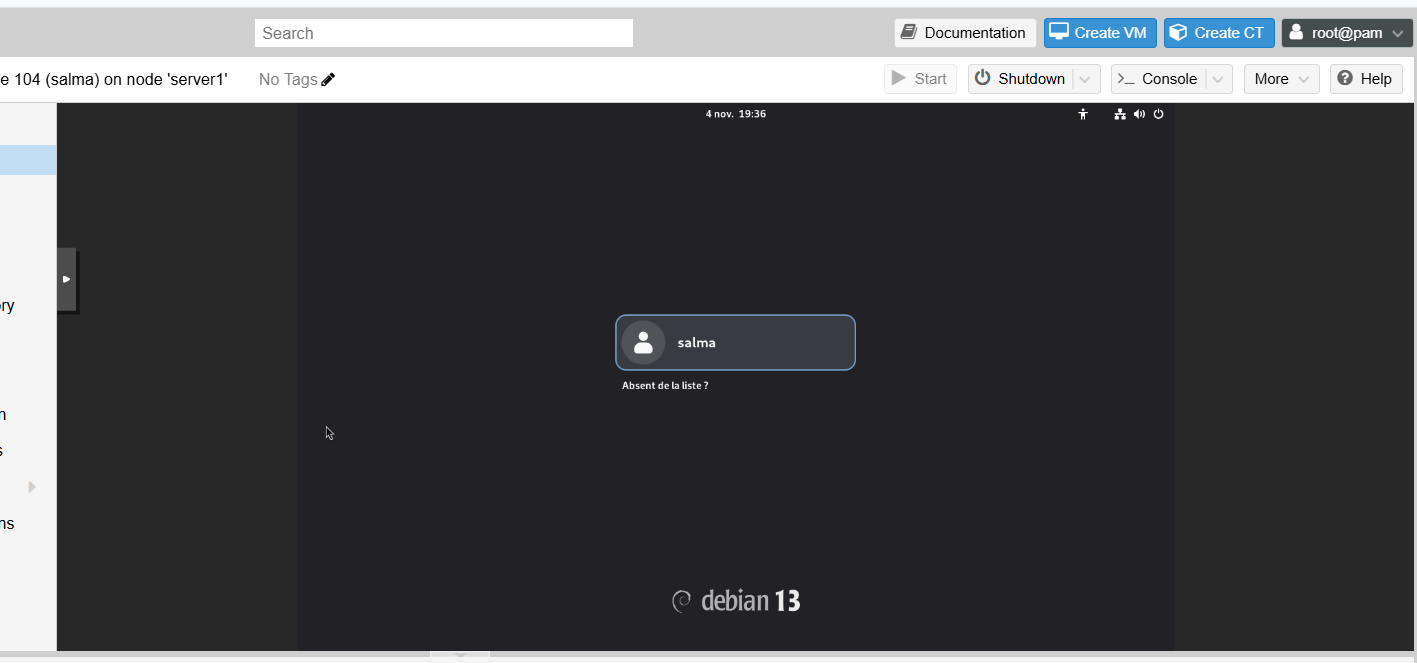 Search
Documentation
Create VM
Create CT
root@pam
e 104 (salma) on node 'server1'
No Tags
Start
Shutdown
>_ Console
More
Help
4 nov. 19:36
ry
salma
Absent de la liste ?
n
s
ns
debian 13